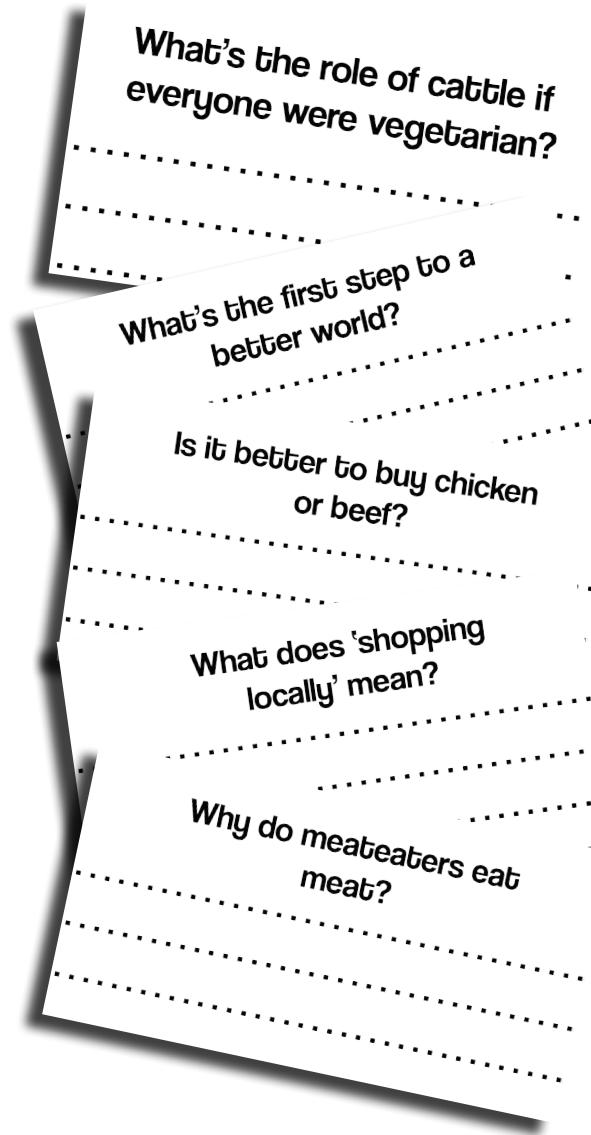 What's the role of cattle if
everyone were vegetarian?
What's the first step to a
better world?
Is it better to buy chicken
or beef?
What does ‛shopping
locally’ mean?
Why do meateaters eat
meat?